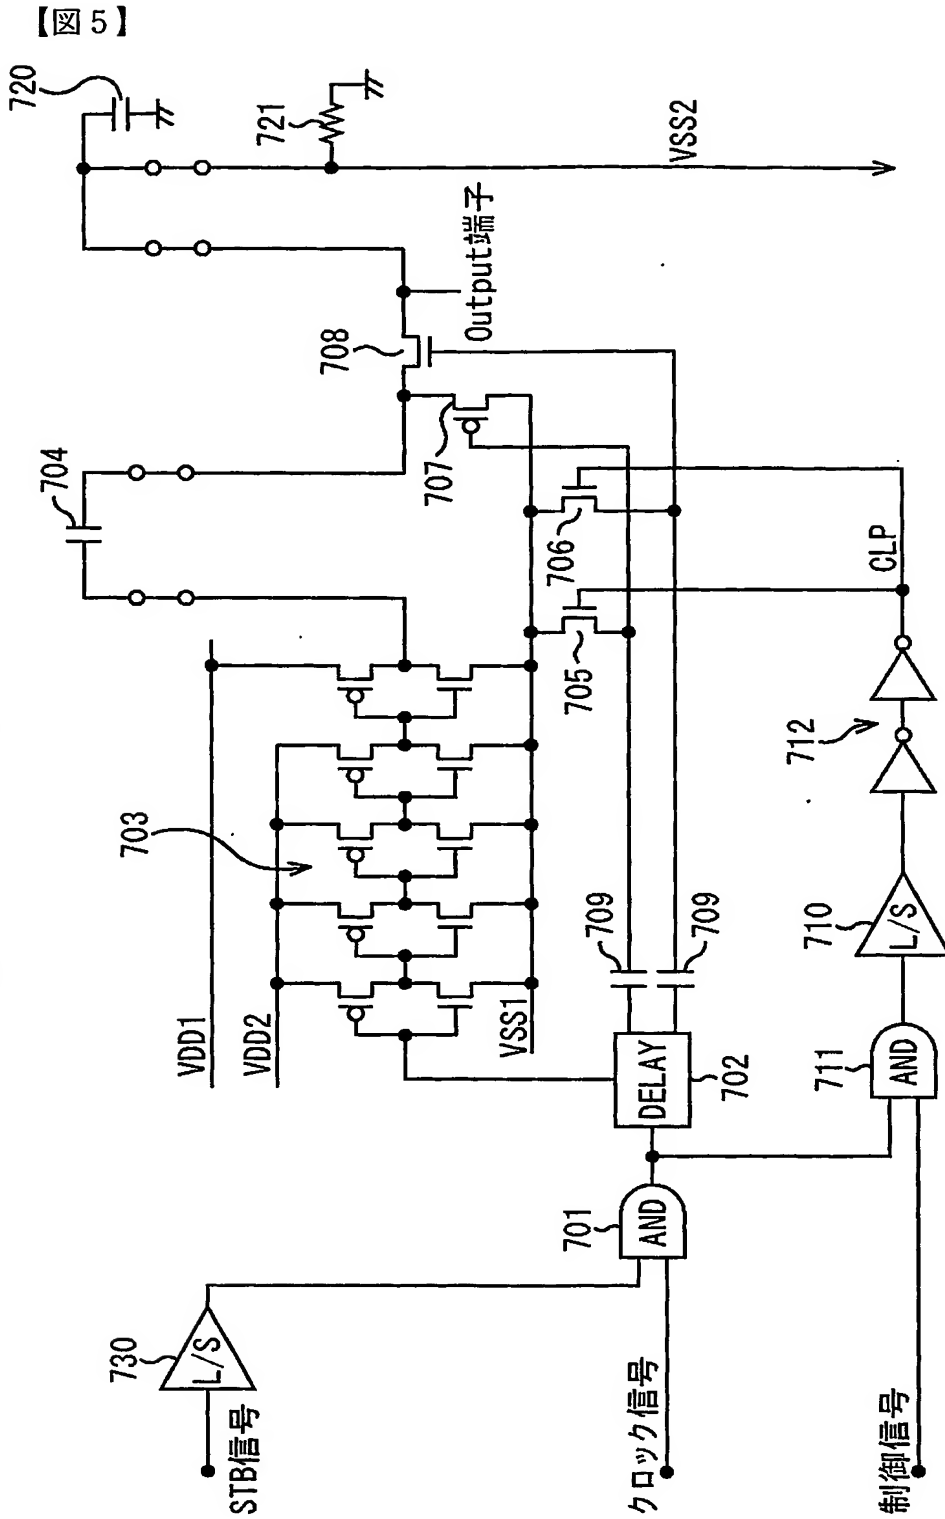 【図5】
720
721
VSS2
Output端子
708
704
707
706
705
CLP
712
703
VDD1
VDD2
VSS1
709
709
710
L/S
DELAY
702
711
AND
701
AND
730
L/S
STB信号
クロック信号
制御信号